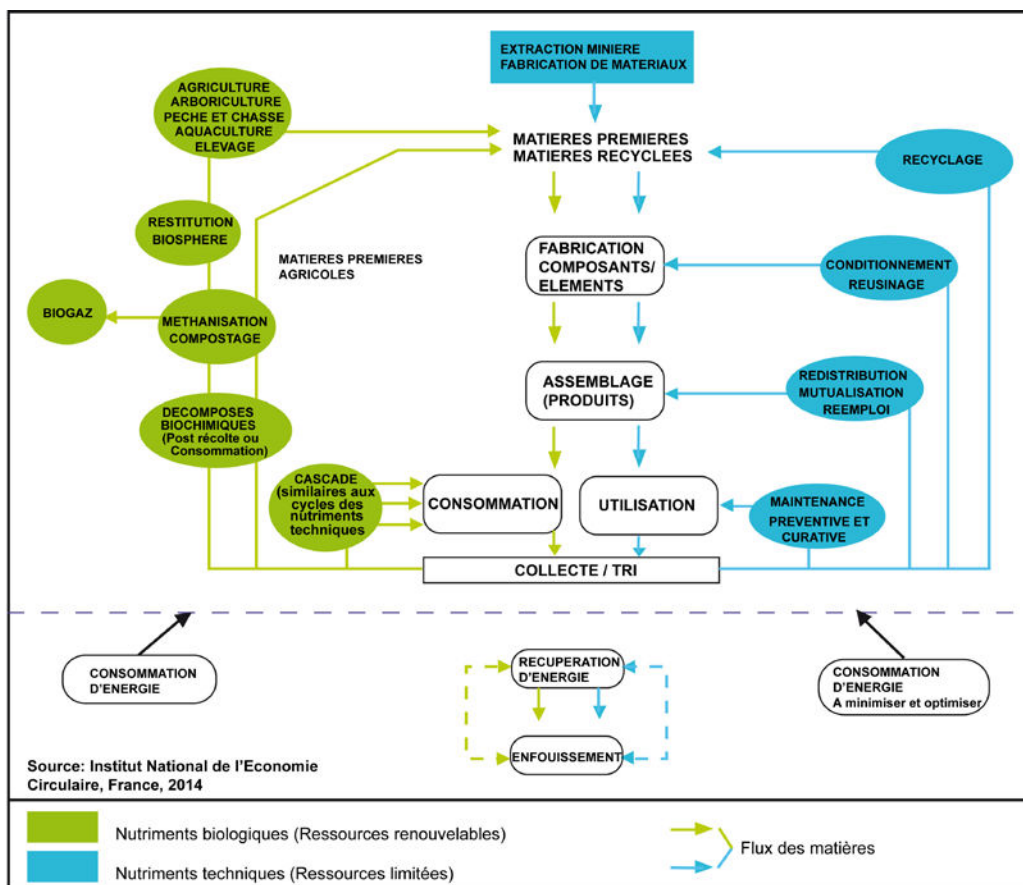 EXTRACTION MINIERE
FABRICATION DE MATERIAUX
AGRICULTURE
ARBORICULTURE
PECHE ET CHASSE
AQUACULTURE
ELEVAGE
MATIERES PREMIERES
MATIERES RECYCLEES
RECYCLAGE
RESTITUTION
BIOSPHERE
MATIERES PREMIERES
AGRICOLES
FABRICATION
COMPOSANTS/
ELEMENTS
CONDITIONNEMENT
REUSINAGE
BIOGAZ
METHANISATION
COMPOSTAGE
ASSEMBLAGE
(PRODUITS)
REDISTRIBUTION
MUTUALISATION
REEMPLOI
DECOMPOSES
BIOCHIMIQUES
(Post récolte ou
Consommation)
CASCADE
(similaires aux
cycles des
nutriments
techniques
CONSOMMATION
UTILISATION
MAINTENANCE
PREVENTIVE ET
CURATIVE
COLLECTE / TRI
CONSOMMATION
D'ENERGIE
RECUPERATION
D'ENERGIE
CONSOMMATION
D'ENERGIE
A minimiser et optimiser
ENFOUISSEMENT
Source: Institut National de l'Economie
Circulaire, France, 2014
Nutriments biologiques (Ressources renouvelables)
Nutriments techniques (Ressources limitées)
Flux des matières